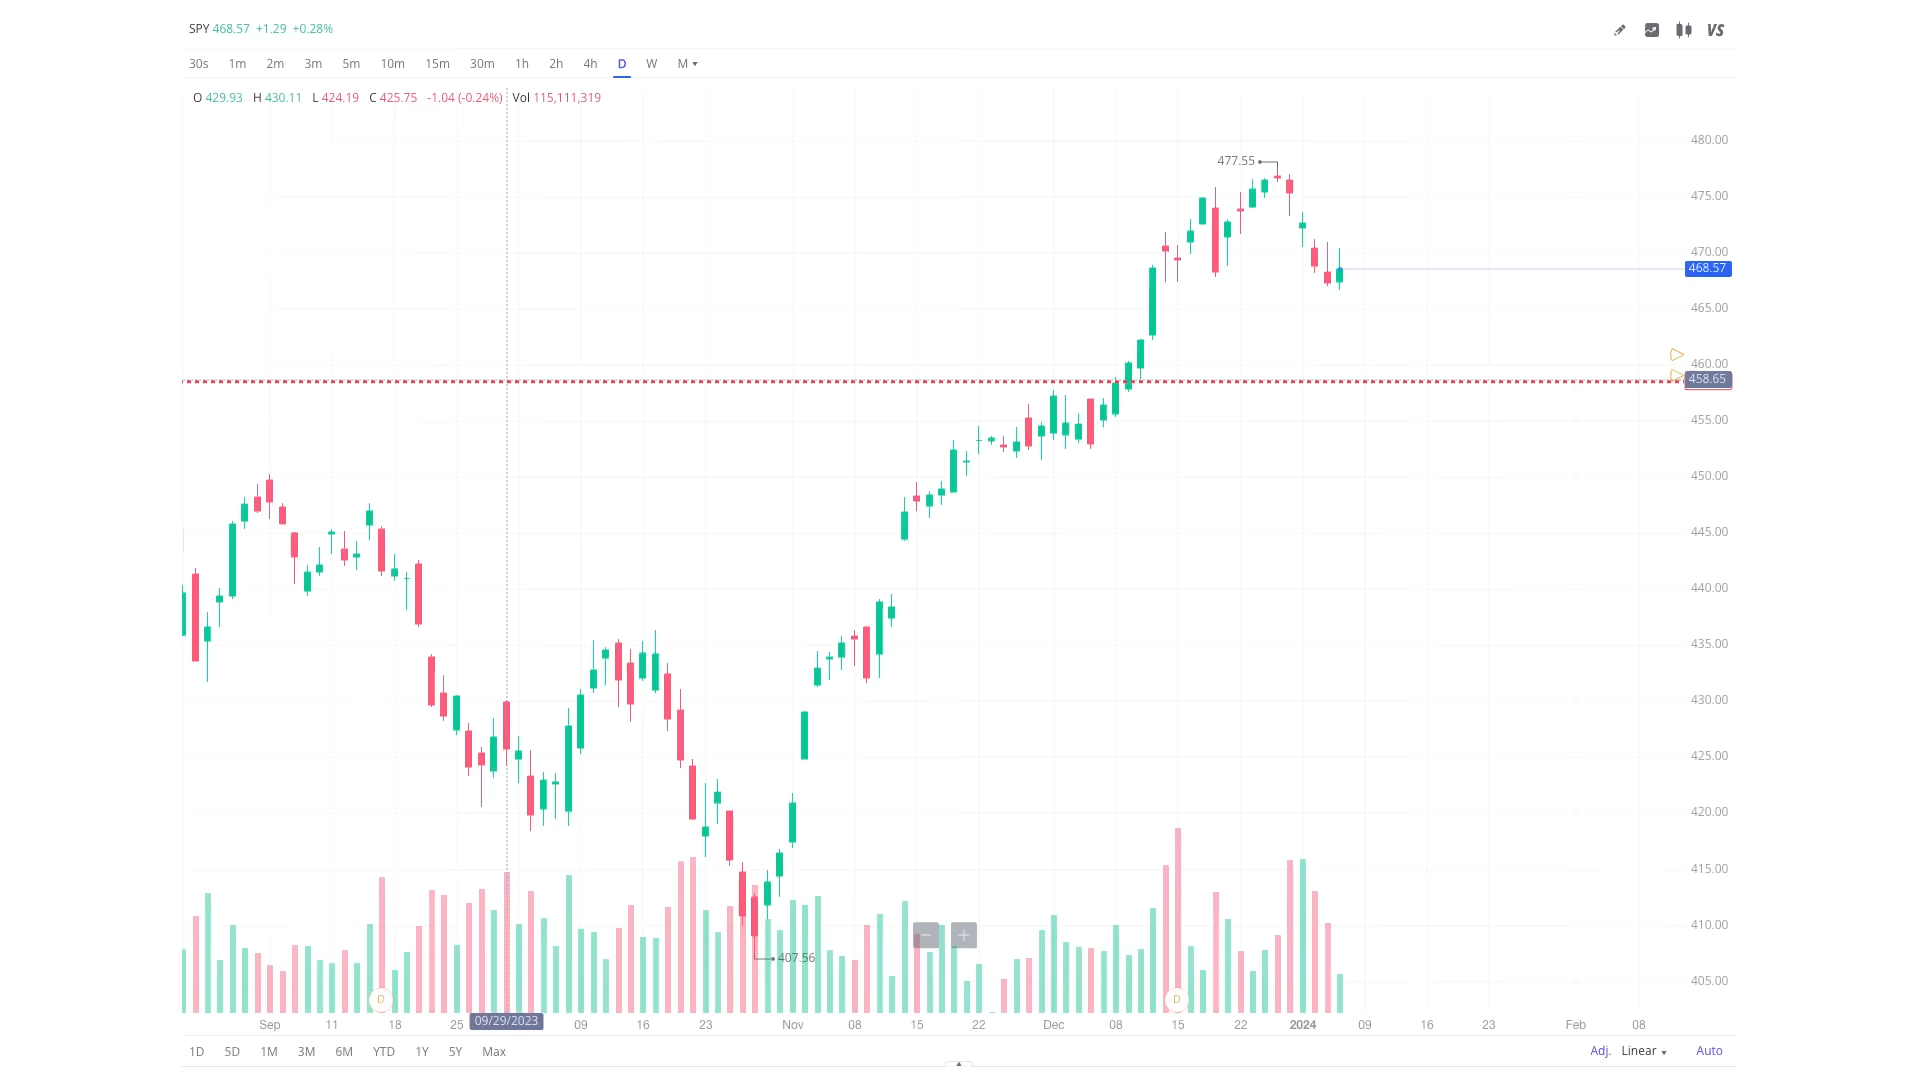 SPY 468.57 +1.29 +0.28%
VS
30s 1m 2m 3m 5m 10m 15m 30m 1h 2h 4h D W M
O 429.93 H 430.11 L 424.19 C 425.75 -1.04 (-0.24%) Vol 115,111,319
480.00
477.55
475.00
470.00
468.57
465.00
460.00
458.65
455.00
450.00
445.00
440.00
435.00
430.00
425.00
420.00
415.00
410.00
407.56
405.00
D D
Sep 11 18 25 09/29/2023 09 16 23 Nov 08 15 22 Dec 08 15 22 2024 09 16 23 Feb 08
1D 5D 1M 3M 6M YTD 1Y 5Y Max Adj. Linear Auto